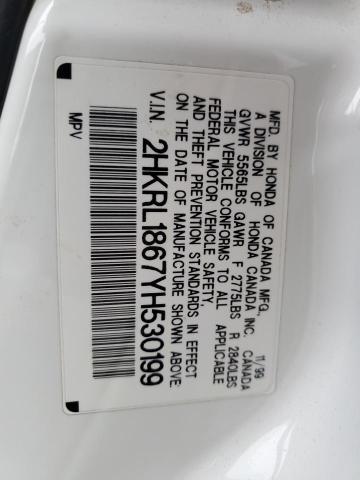 MFD. BY HONDA OF CANADA MFG. 11/99
A DIVISION OF HONDA CANADA INC. CANADA
GVWR 5565LBS GAWR F 2775LBS R 2840LBS
THIS VEHICLE CONFORMS TO ALL APPLICABLE
FEDERAL MOTOR VEHICLE SAFETY,
AND THEFT PREVENTION STANDARDS IN EFFECT
ON THE DATE OF MANUFACTURE SHOWN ABOVE.
V.I.N. 2HKRL1867YH530199
MPV